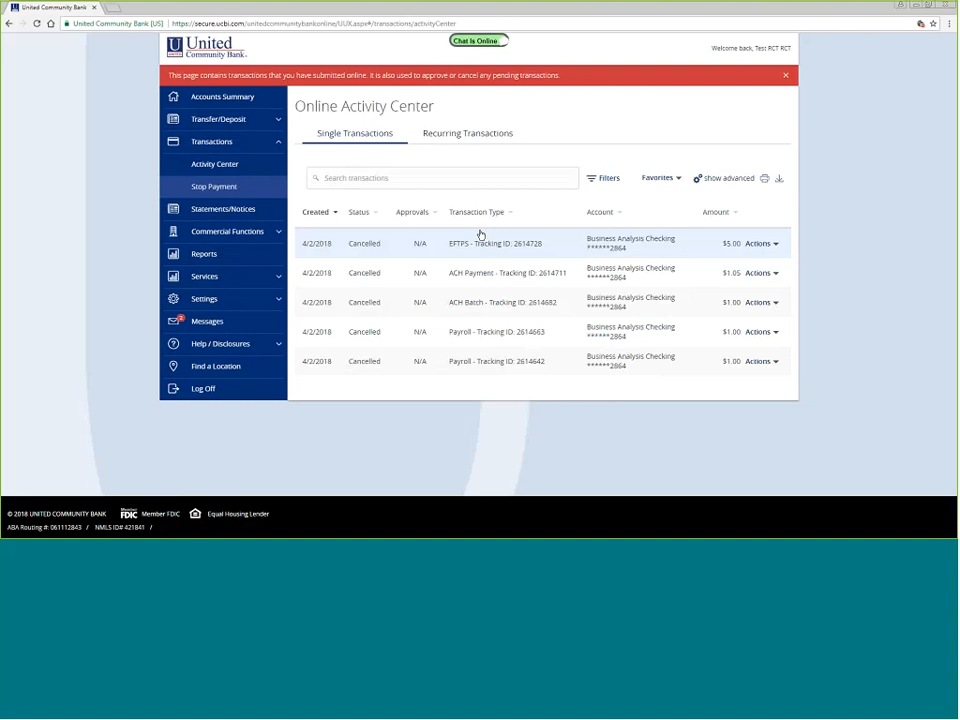 United Community Bank
United Community Bank [US] https://secure.ucbi.com/unitedcommunitybankonline/UUX.aspx#/transactions/activityCenter
Chat Is Online
United
Community Bank
Welcome back, Test RCT RCT
This page contains transactions that you have submitted online. It is also used to approve or cancel any pending transactions.
Accounts Summary
Transfer/Deposit
Transactions
Activity Center
Stop Payment
Statements/Notices
Commercial Functions
Reports
Services
Settings
2
Messages
Help / Disclosures
Find a Location
Log Off
Online Activity Center
Single Transactions Recurring Transactions
Search transactions Filters Favorites Show advanced
Created Status Approvals Transaction Type Account Amount
4/2/2018 Cancelled N/A EFTPS - Tracking ID: 2614728 Business Analysis Checking ******2864 $5.00 Actions
4/2/2018 Cancelled N/A ACH Payment - Tracking ID: 2614711 Business Analysis Checking ******2864 $1.05 Actions
4/2/2018 Cancelled N/A ACH Batch - Tracking ID: 2614682 Business Analysis Checking ******2864 $1.00 Actions
4/2/2018 Cancelled N/A Payroll - Tracking ID: 2614663 Business Analysis Checking ******2864 $1.00 Actions
4/2/2018 Cancelled N/A Payroll - Tracking ID: 2614642 Business Analysis Checking ******2864 $1.00 Actions
© 2018 UNITED COMMUNITY BANK Member FDIC Member FDIC Equal Housing Lender
ABA Routing #: 061112843 / NMLS ID# 421841 /